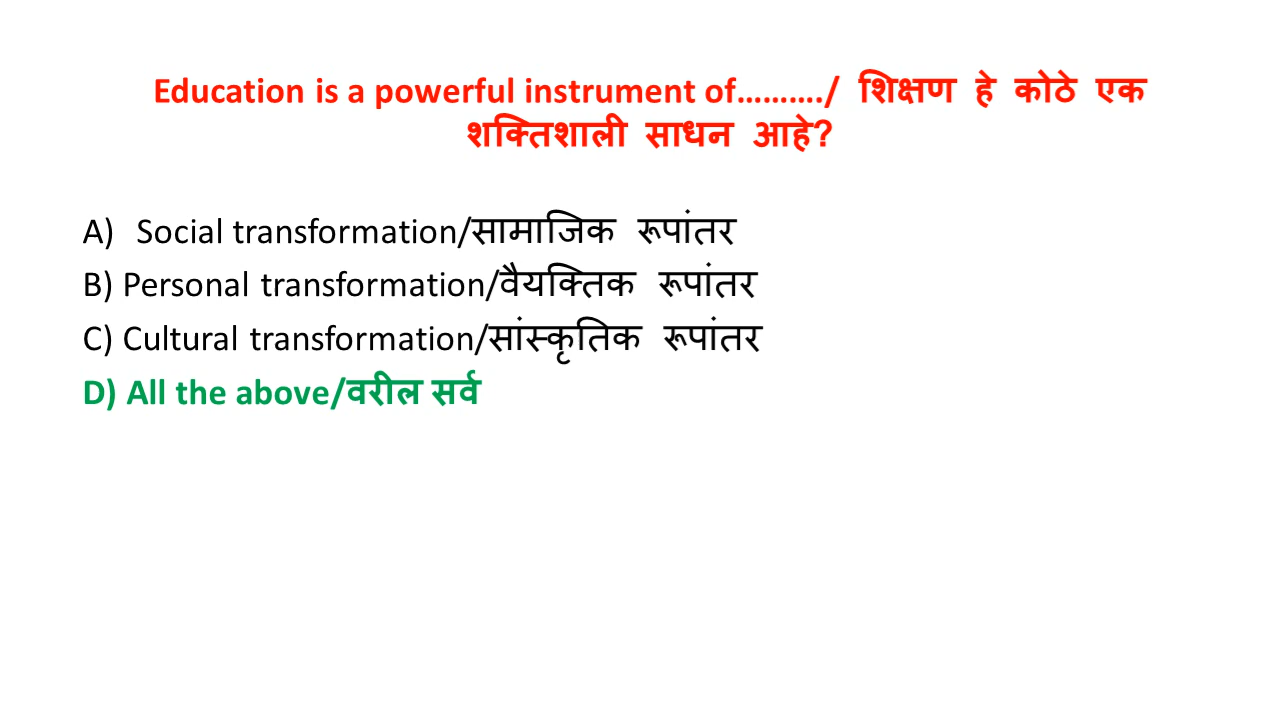 Education is a powerful instrument of………./ शिक्षण हे कोठे एक
शक्तिशाली साधन आहे?
A) Social transformation/सामाजिक रूपांतर
B) Personal transformation/वैयक्तिक रूपांतर
C) Cultural transformation/सांस्कृतिक रूपांतर
D) All the above/वरील सर्व